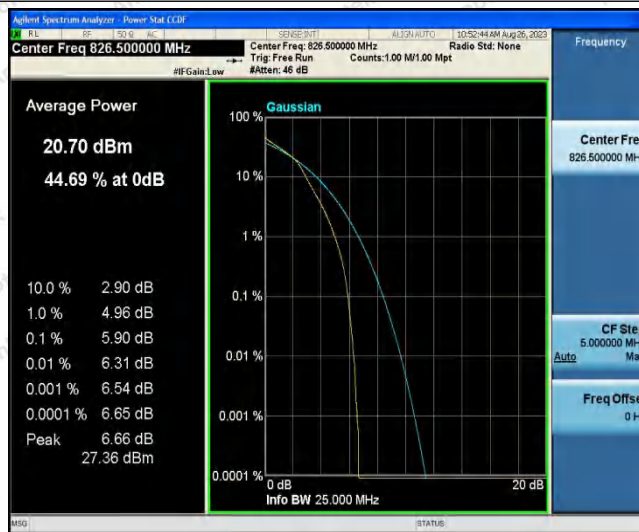 Agilent Spectrum Analyzer - Power Stat CCDF
RL RF 50 Ω AC SENSE:INT ALIGN AUTO 10:52:44 AM Aug 26, 2023
Center Freq 826.500000 MHz
Center Freq: 826.500000 MHz Radio Std: None
Trig: Free Run Counts:1.00 M/1.00 Mpt
#IFGain:Low #Atten: 46 dB
Frequency
Average Power
20.70 dBm
44.69 % at 0dB
10.0 % 2.90 dB
1.0 % 4.96 dB
0.1 % 5.90 dB
0.01 % 6.31 dB
0.001 % 6.54 dB
0.0001 % 6.65 dB
Peak 6.66 dB
27.36 dBm
Gaussian
100 %
10 %
1 %
0.1 %
0.01 %
0.001 %
0.0001 %
0 dB 20 dB
Info BW 25.000 MHz
Center Fre
826.500000 MH
CF Ste
5.000000 MH
Auto Ma
Freq Offse
0 H
MSG STATUS